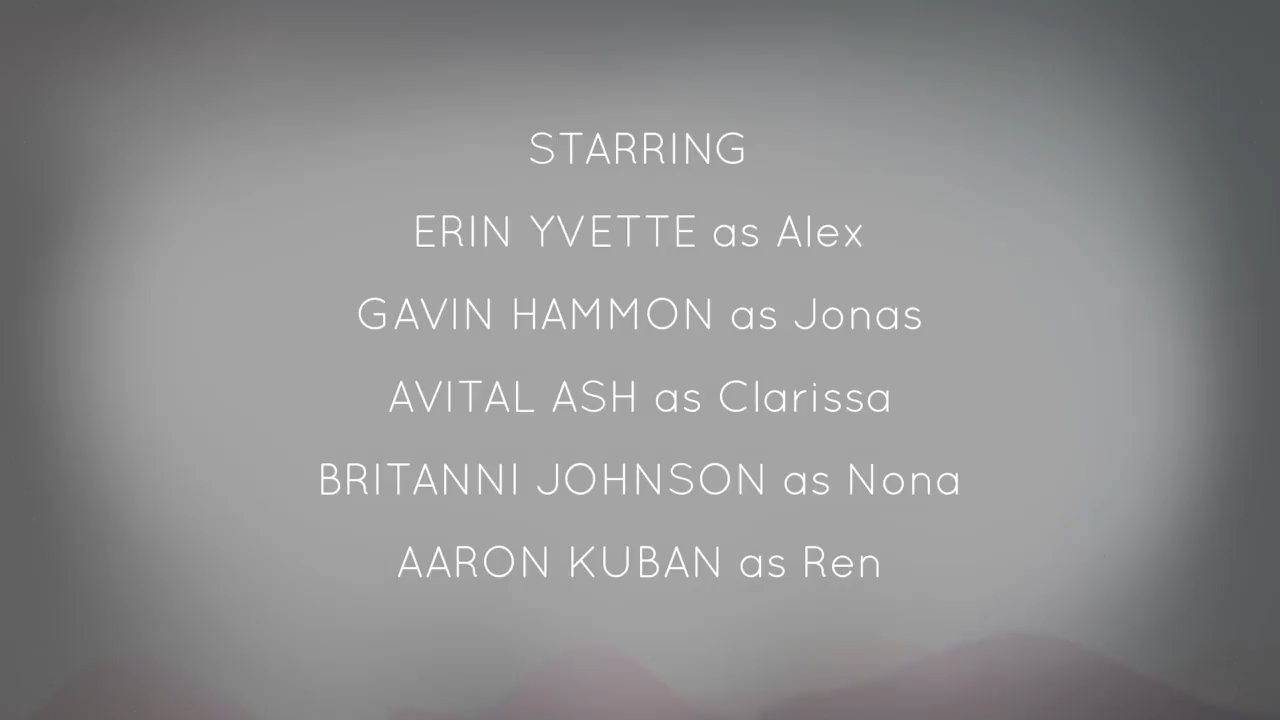 STARRING
ERIN YVETTE as Alex
GAVIN HAMMON as Jonas
AVITAL ASH as Clarissa
BRITANNI JOHNSON as Nona
AARON KUBAN as Ren